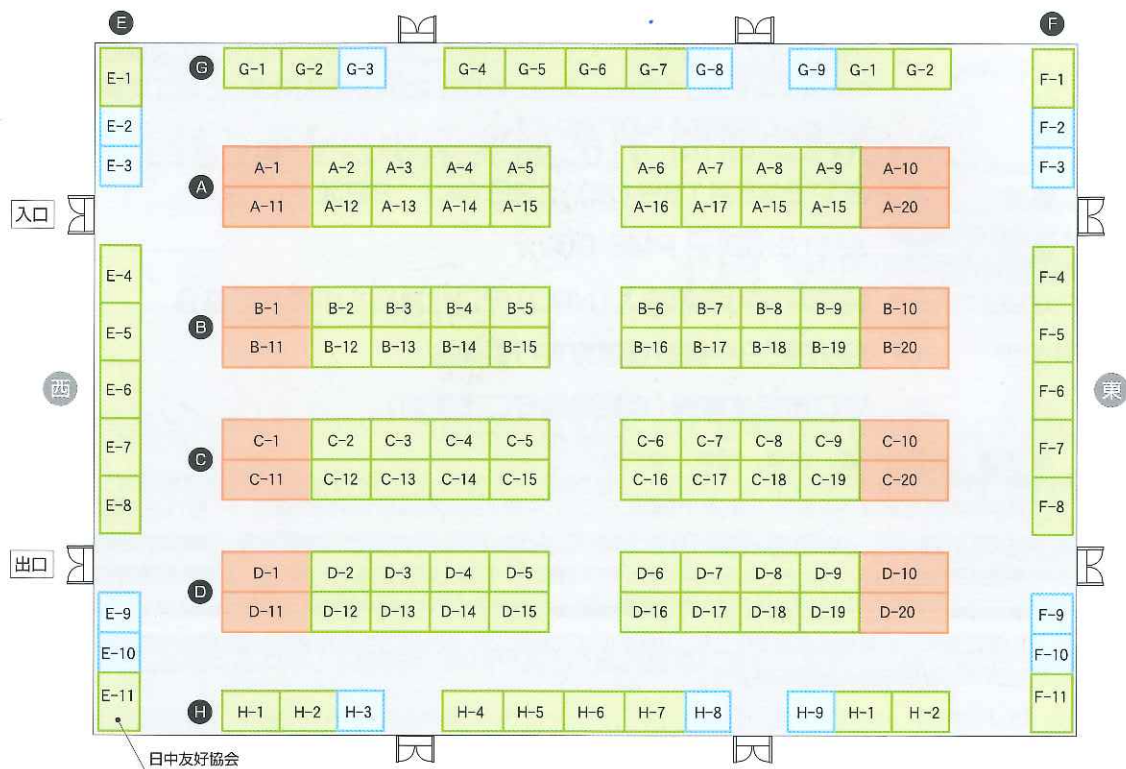 E F
G G-1 G-2 G-3 G-4 G-5 G-6 G-7 G-8 G-9 G-1 G-2
E-1
E-2
E-3
F-1
F-2
F-3
A
A-1 A-2 A-3 A-4 A-5 A-6 A-7 A-8 A-9 A-10
A-11 A-12 A-13 A-14 A-15 A-16 A-17 A-15 A-15 A-20
入口
E-4
E-5
E-6
E-7
E-8
F-4
F-5
F-6
F-7
F-8
B
B-1 B-2 B-3 B-4 B-5 B-6 B-7 B-8 B-9 B-10
B-11 B-12 B-13 B-14 B-15 B-16 B-17 B-18 B-19 B-20
西 東
C
C-1 C-2 C-3 C-4 C-5 C-6 C-7 C-8 C-9 C-10
C-11 C-12 C-13 C-14 C-15 C-16 C-17 C-18 C-19 C-20
出口
D
D-1 D-2 D-3 D-4 D-5 D-6 D-7 D-8 D-9 D-10
D-11 D-12 D-13 D-14 D-15 D-16 D-17 D-18 D-19 D-20
E-9
E-10
E-11
F-9
F-10
F-11
H H-1 H-2 H-3 H-4 H-5 H-6 H-7 H-8 H-9 H-1 H-2
日中友好協会